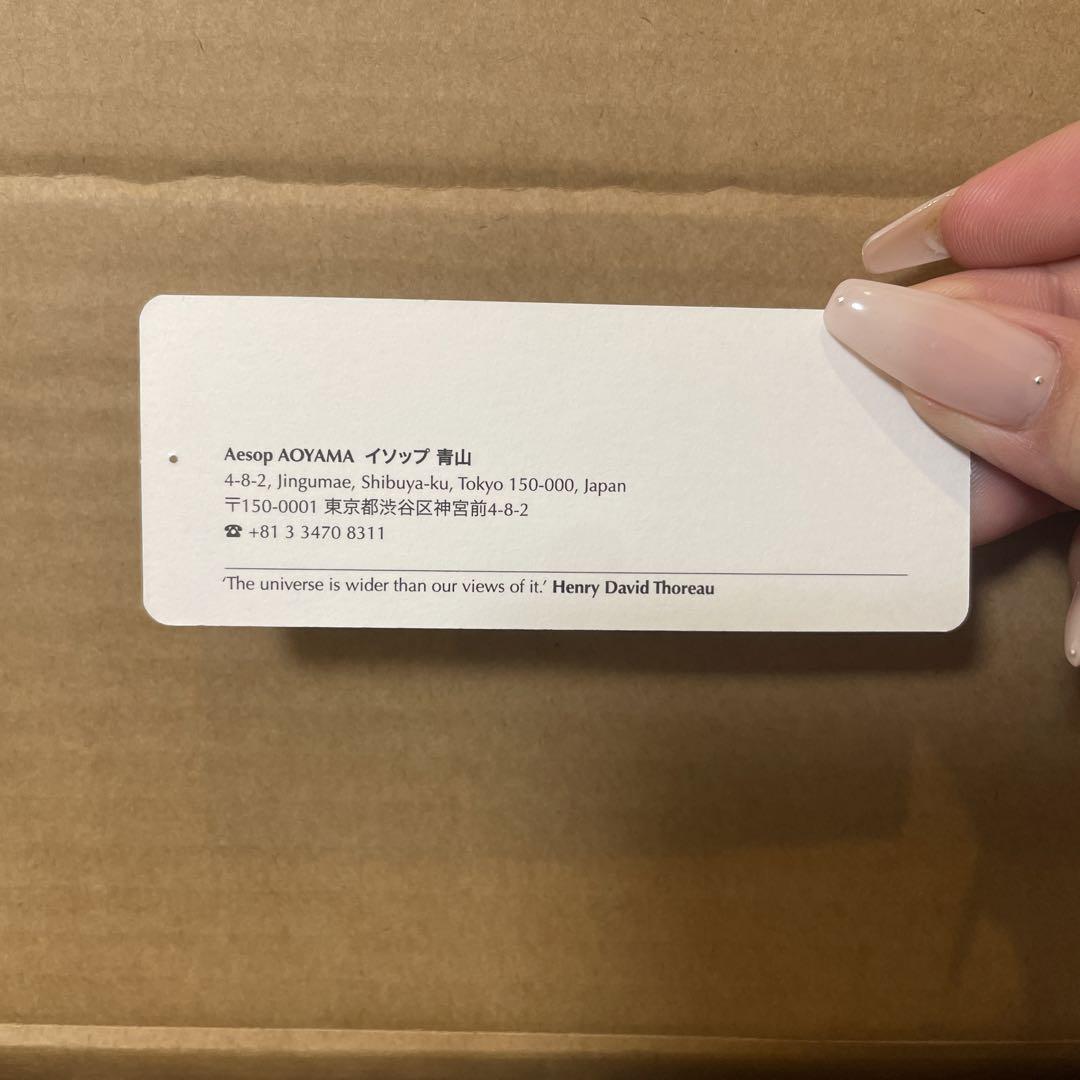 Aesop AOYAMA イソップ 青山
4-8-2, Jingumae, Shibuya-ku, Tokyo 150-000, Japan
〒150-0001 東京都渋谷区神宮前4-8-2
☎ +81 3 3470 8311
‘The universe is wider than our views of it.’ Henry David Thoreau